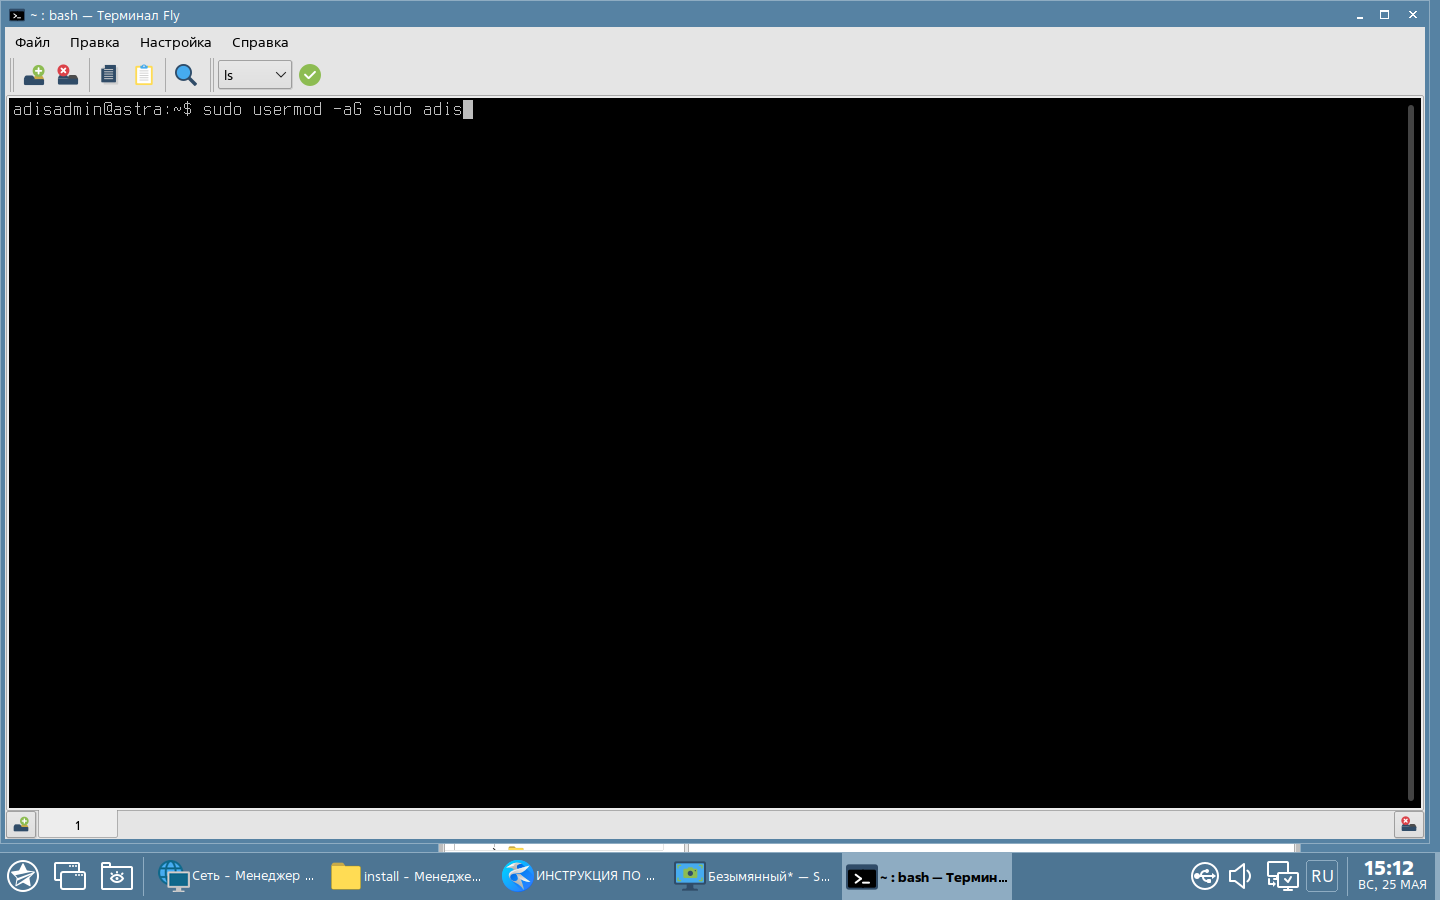 ~ : bash — Терминал Fly
Файл Правка Настройка Справка
ls
adisadmin@astra:~$ sudo usermod -aG sudo adis
1
Сеть - Менеджер ...
install - Менедже...
ИНСТРУКЦИЯ ПО ...
Безымянный* — S...
~ : bash — Термин...
RU
15:12
ВС, 25 МАЯ